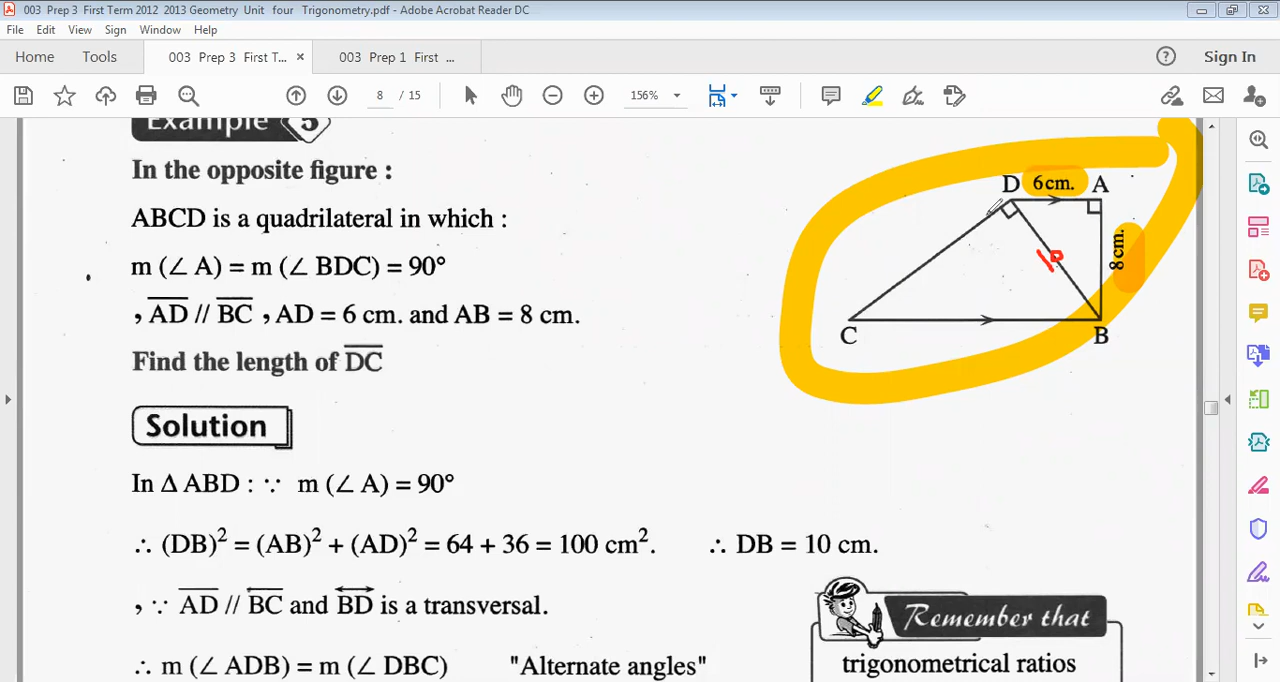 003 Prep 3 First Term 2012 2013 Geometry Unit four Trigonometry.pdf - Adobe Acrobat Reader DC
File Edit View Sign Window Help
Home Tools 003 Prep 3 First T... × 003 Prep 1 First ... Sign In
8 / 15 156%
Example 5
In the opposite figure :
ABCD is a quadrilateral in which :
m (∠ A) = m (∠ BDC) = 90°
, AD // BC , AD = 6 cm. and AB = 8 cm.
Find the length of DC
D 6cm. A
8cm.
10
C B
Solution
In Δ ABD : ∵ m (∠ A) = 90°
∴ (DB)² = (AB)² + (AD)² = 64 + 36 = 100 cm². ∴ DB = 10 cm.
, ∵ AD // BC and BD is a transversal.
∴ m (∠ ADB) = m (∠ DBC) "Alternate angles"
Remember that
trigonometrical ratios